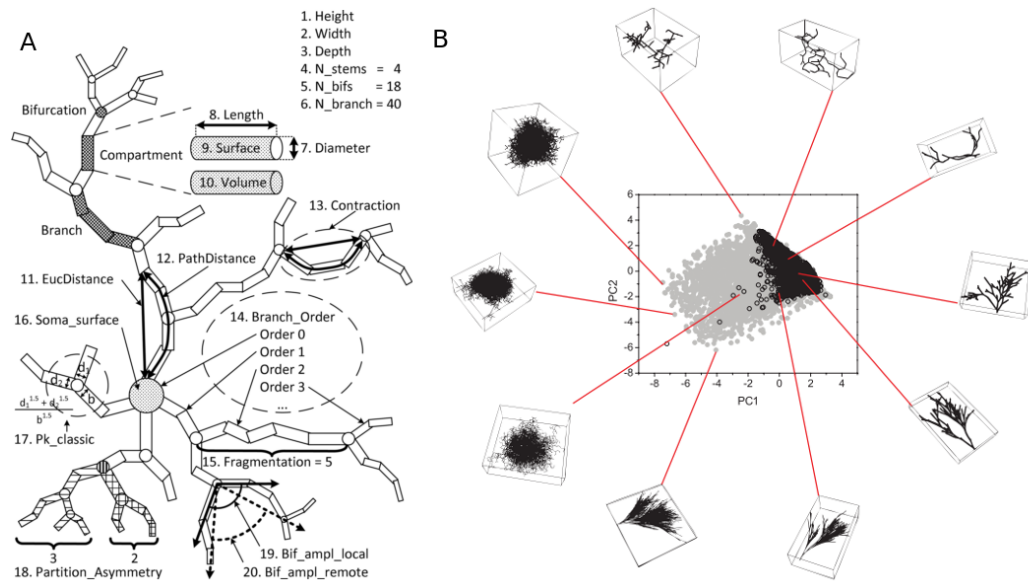 A
1. Height
2. Width
3. Depth
4. N_stems = 4
5. N_bifs = 18
6. N_branch = 40
Bifurcation
8. Length
Compartment
9. Surface
7. Diameter
10. Volume
13. Contraction
Branch
12. PathDistance
11. EucDistance
16. Soma_surface
14. Branch_Order
Order 0
Order 1
Order 2
Order 3
...
d₁
d₂
b
d₁^1.5 + d₂^1.5
b^1.5
17. Pk_classic
15. Fragmentation = 5
3
2
18. Partition_Asymmetry
19. Bif_ampl_local
20. Bif_ampl_remote
B
6
4
2
0
-2
-4
-6
-8
PC2
-8
-6
-4
-2
0
2
4
PC1